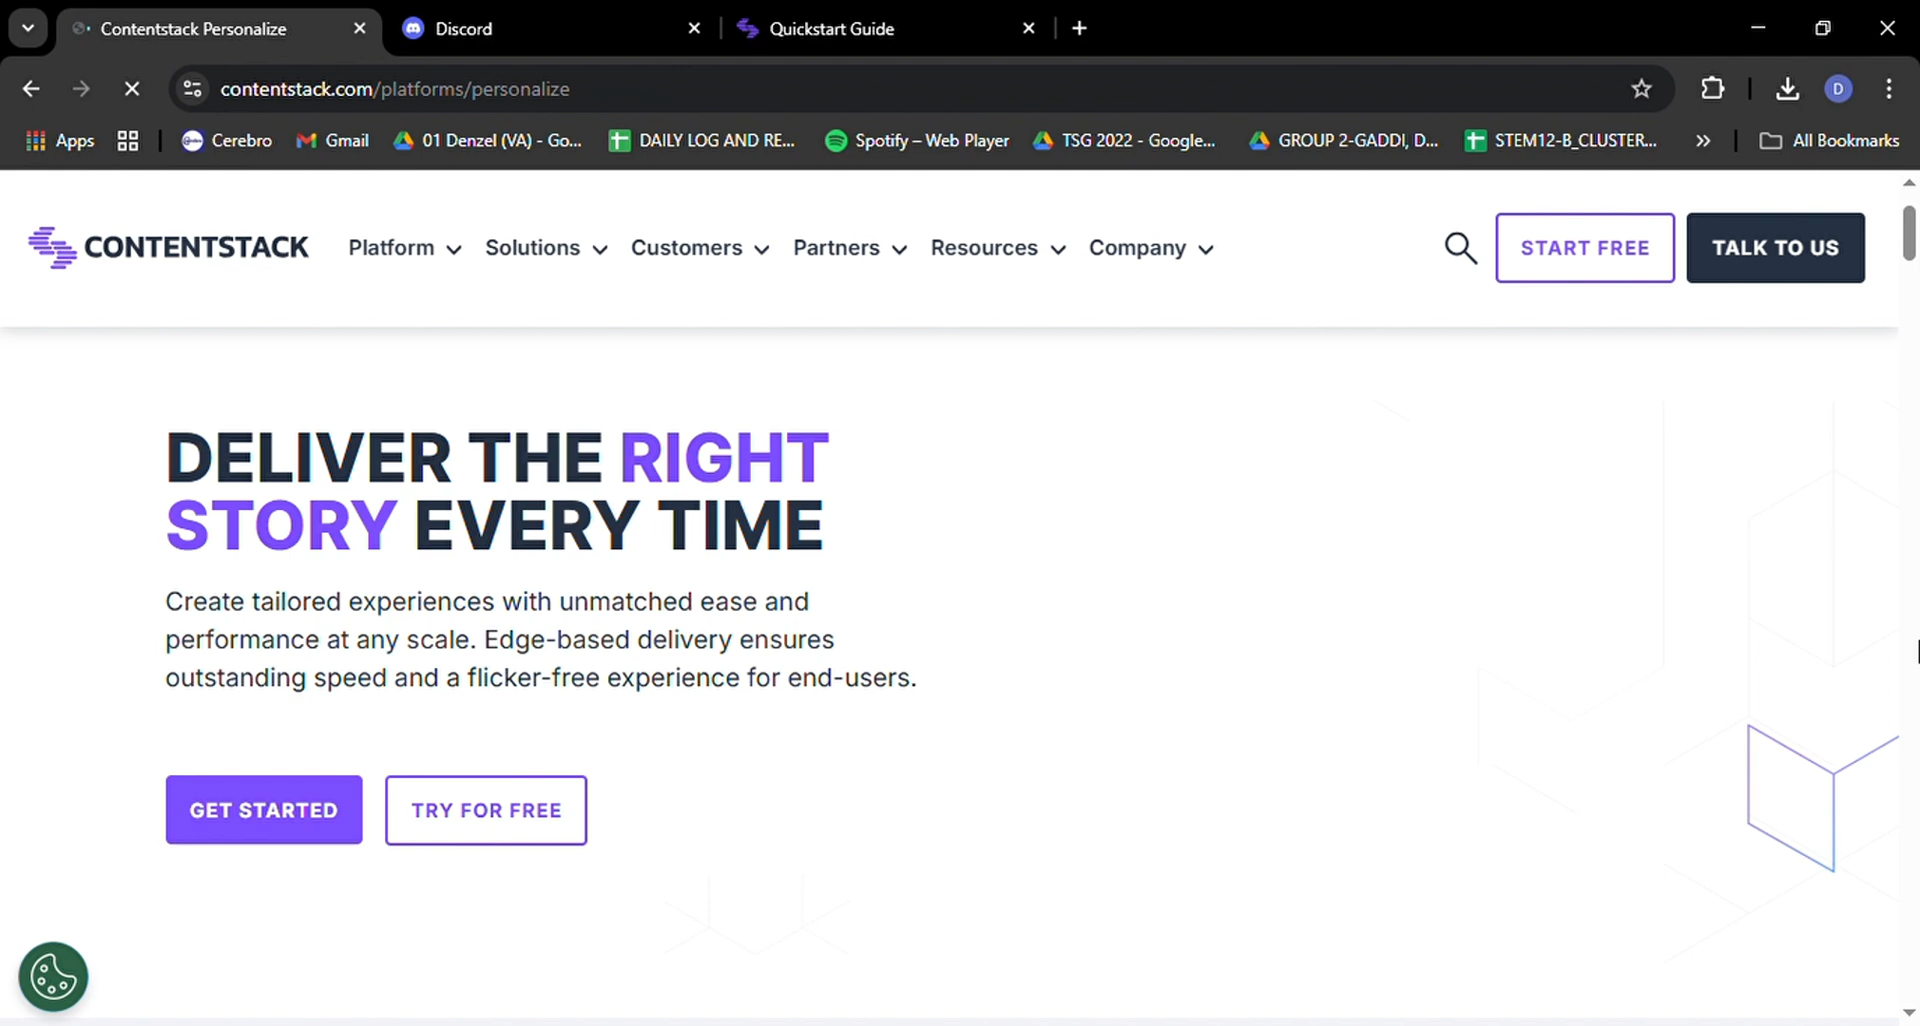 Contentstack Personalize
Discord
Quickstart Guide
contentstack.com/platforms/personalize
D
Apps
Cerebro
Gmail
01 Denzel (VA) - Go...
DAILY LOG AND RE...
Spotify – Web Player
TSG 2022 - Google...
GROUP 2-GADDI, D...
STEM12-B_CLUSTER...
All Bookmarks
CONTENTSTACK
Platform
Solutions
Customers
Partners
Resources
Company
START FREE
TALK TO US
DELIVER THE RIGHT
STORY EVERY TIME
Create tailored experiences with unmatched ease and
performance at any scale. Edge-based delivery ensures
outstanding speed and a flicker-free experience for end-users.
GET STARTED
TRY FOR FREE